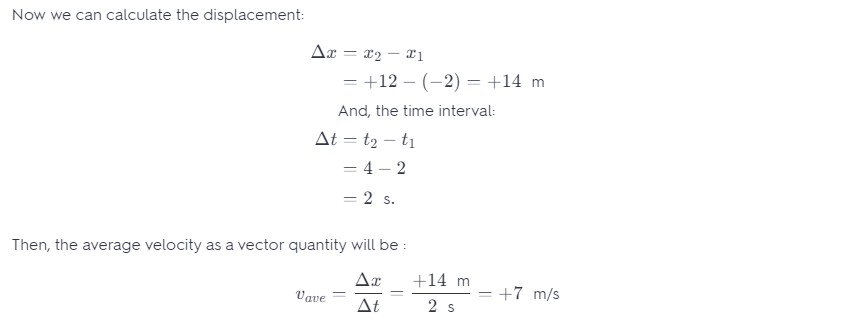 Now we can calculate the displacement:
Δx = x₂ − x₁
= +12 − (−2) = +14 m
And, the time interval:
Δt = t₂ − t₁
= 4 − 2
= 2 s.
Then, the average velocity as a vector quantity will be :
v_ave = Δx/Δt = +14 m/2 s = +7 m/s